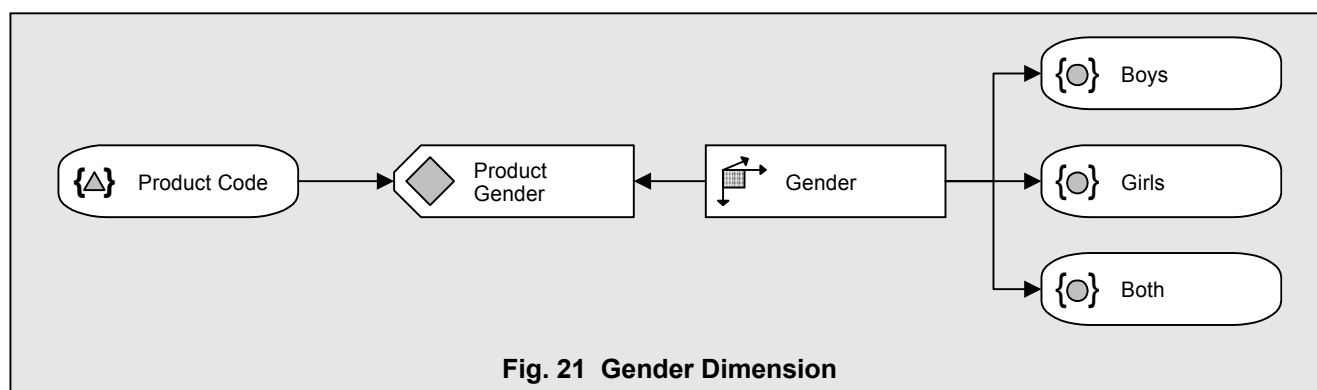 Boys
Product Code
Product
Gender
Gender
Girls
Both
Fig. 21 Gender Dimension